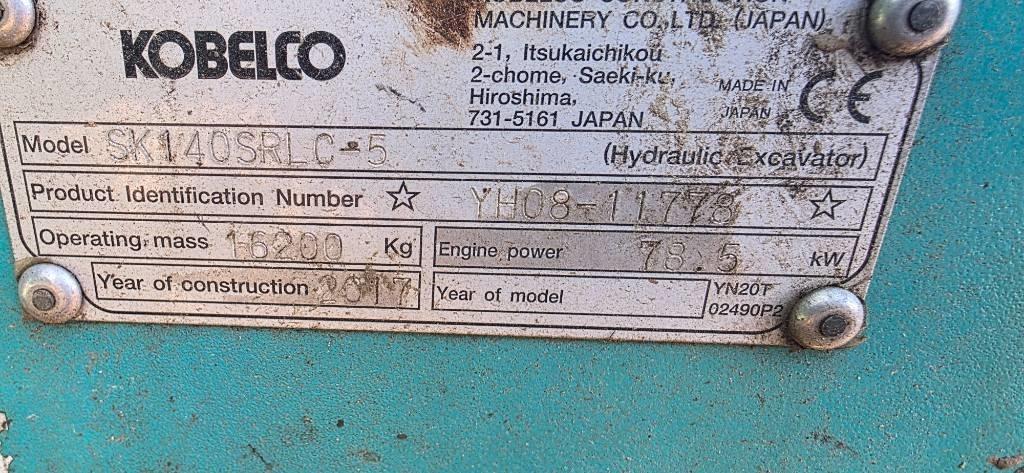 KOBELCO CONSTRUCTION
MACHINERY CO.,LTD. (JAPAN)
KOBELCO
2-1, Itsukaichikou
2-chome, Saeki-ku,
Hiroshima,
731-5161 JAPAN
MADE IN
JAPAN
CE
Model SK140SRLC-5 (Hydraulic Excavator)
Product Identification Number ☆ YH08-11778 ☆
Operating mass 16200 Kg Engine power 78.5 kW
Year of construction 2017 Year of model
YN20T
02490P2